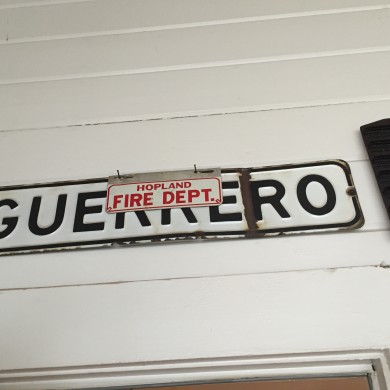 GUERRERO
HOPLAND
FIRE DEPT.